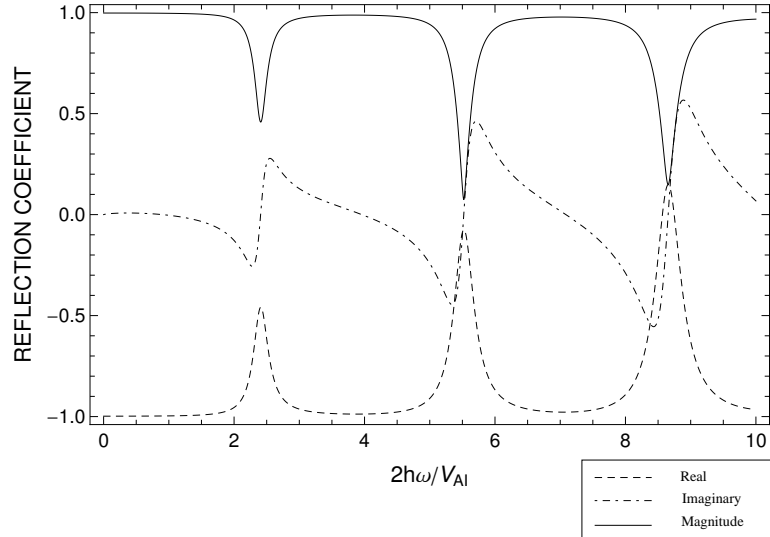 REFLECTION COEFFICIENT
1.0
0.5
0.0
−0.5
−1.0
0 2 4 6 8 10
2hω/VAI
Real
Imaginary
Magnitude